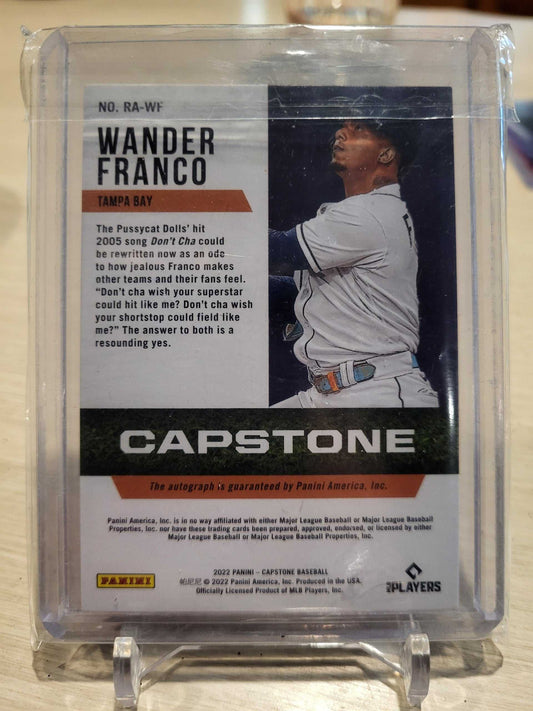 NO. RA-WF
WANDER
FRANCO
TAMPA BAY
The Pussycat Dolls' hit
2005 song Don't Cha could
be rewritten now as an ode
to how jealous Franco makes
other teams and their fans feel.
"Don't cha wish your superstar
could hit like me? Don't cha wish
your shortstop could field like
me?" The answer to both is a
resounding yes.
CAPSTONE
The autograph is guaranteed by Panini America, Inc.
Panini America, Inc. is in no way affiliated with either Major League Baseball or Major League Baseball
Properties, Inc. nor have these trading cards been prepared, approved, endorsed, or licensed by either
Major League Baseball or Major League Baseball Properties, Inc.
2022 PANINI – CAPSTONE BASEBALL
帕尼尼 © 2022 Panini America, Inc. Produced in the USA.
Officially Licensed Product of MLB Players, Inc.
PANINI
MLB PLAYERS